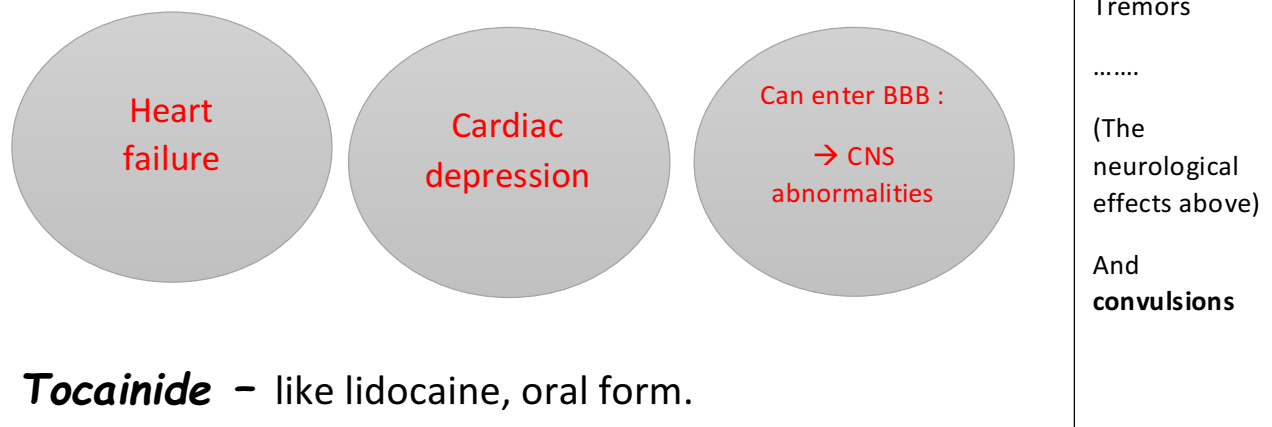 Heart
failure
Cardiac
depression
Can enter BBB :
→ CNS
abnormalities
Tremors
…….
(The
neurological
effects above)
And
convulsions
Tocainide – like lidocaine, oral form.